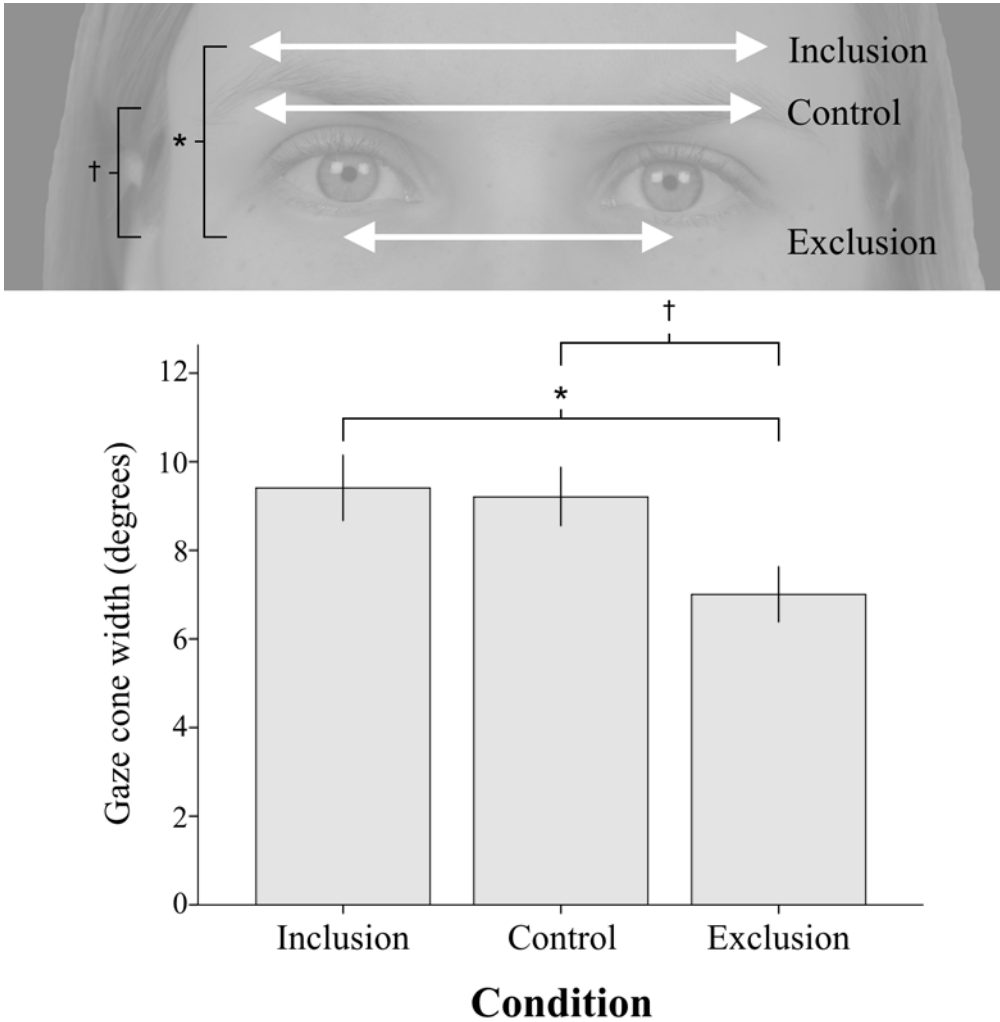 Inclusion
Control
*
†
Exclusion
†
*
12
10
8
6
4
2
0
Gaze cone width (degrees)
Inclusion Control Exclusion
Condition